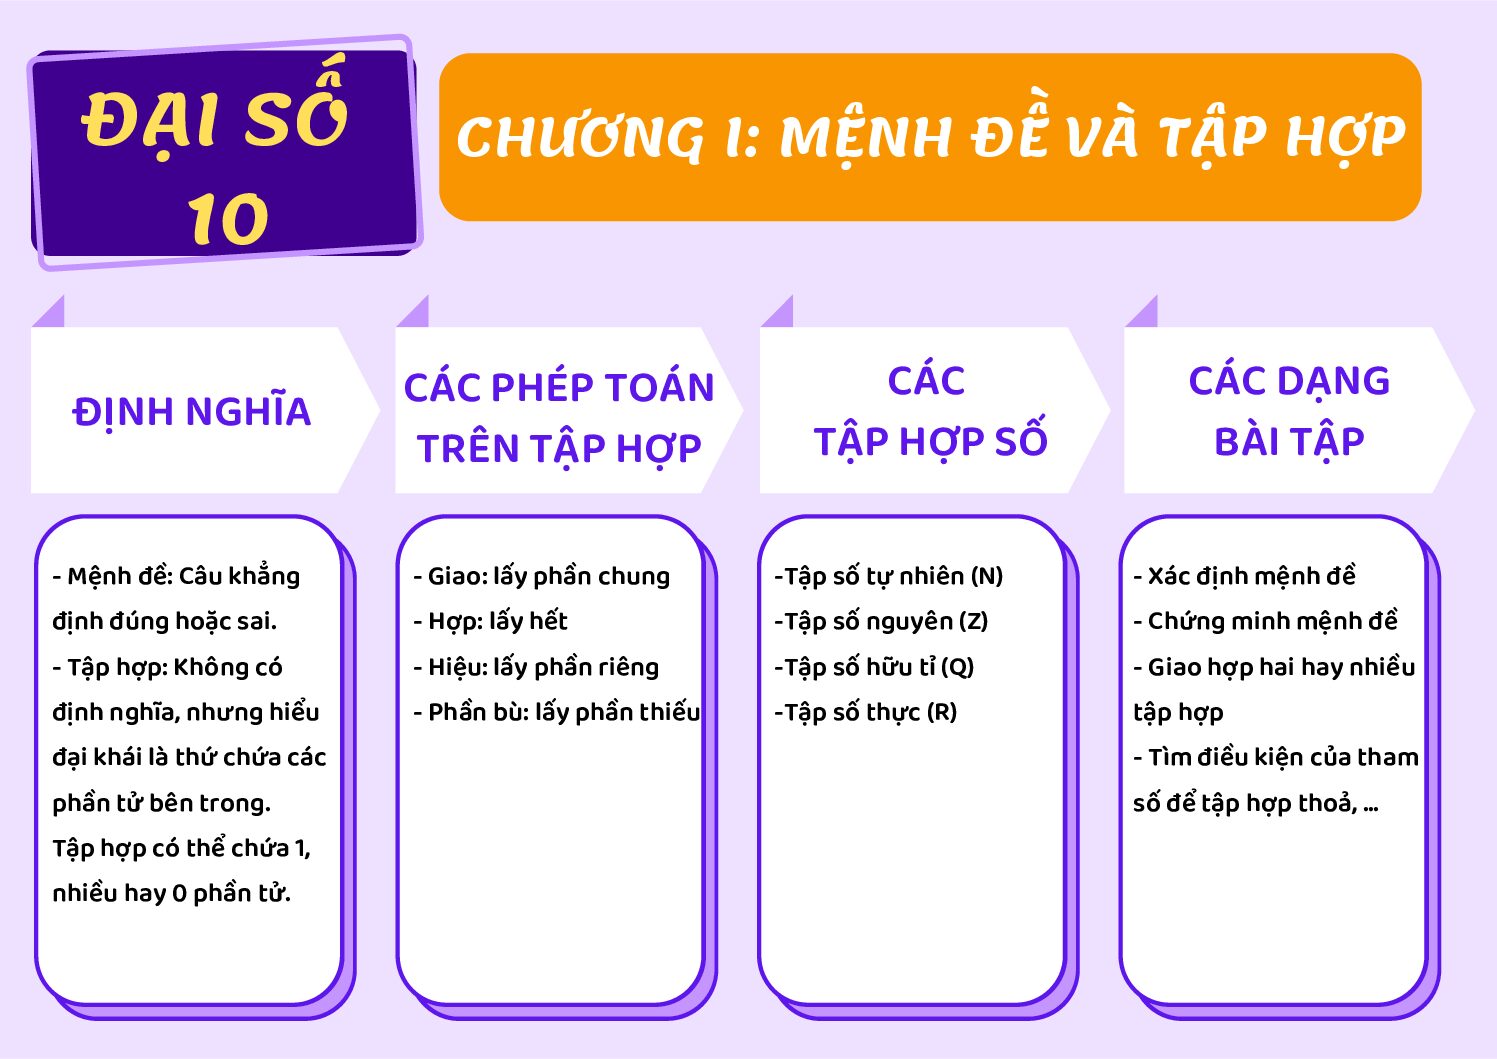 ĐẠI SỐ
10
CHƯƠNG I: MỆNH ĐỀ VÀ TẬP HỢP
ĐỊNH NGHĨA
- Mệnh đề: Câu khẳng
định đúng hoặc sai.
- Tập hợp: Không có
định nghĩa, nhưng hiểu
đại khái là thứ chứa các
phần tử bên trong.
Tập hợp có thể chứa 1,
nhiều hay 0 phần tử.
CÁC PHÉP TOÁN
TRÊN TẬP HỢP
- Giao: lấy phần chung
- Hợp: lấy hết
- Hiệu: lấy phần riêng
- Phần bù: lấy phần thiếu
CÁC
TẬP HỢP SỐ
-Tập số tự nhiên (N)
-Tập số nguyên (Z)
-Tập số hữu tỉ (Q)
-Tập số thực (R)
CÁC DẠNG
BÀI TẬP
- Xác định mệnh đề
- Chứng minh mệnh đề
- Giao hợp hai hay nhiều
tập hợp
- Tìm điều kiện của tham
số để tập hợp thoả, ...